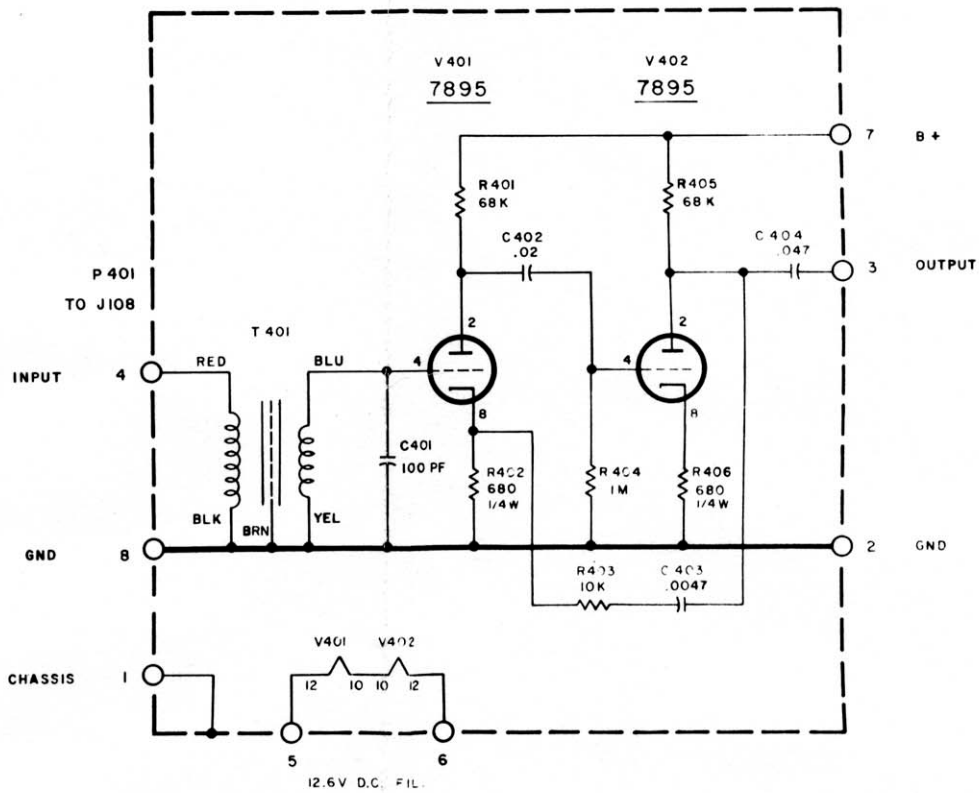 V401
7895
V402
7895
7 B+
R401
68K
R405
68K
C402
.02
C404
.047
3 OUTPUT
P401
TO J108
T401
2
2
RED
BLU
4
4
INPUT 4
8
8
C401
100 PF
R402
680
1/4W
R404
1M
R406
680
1/4W
BLK
BRN
YEL
GND 8
2 GND
R403
10K
C403
.0047
V401
V402
CHASSIS 1
12
10
10
12
5
6
12.6V D.C. FIL.